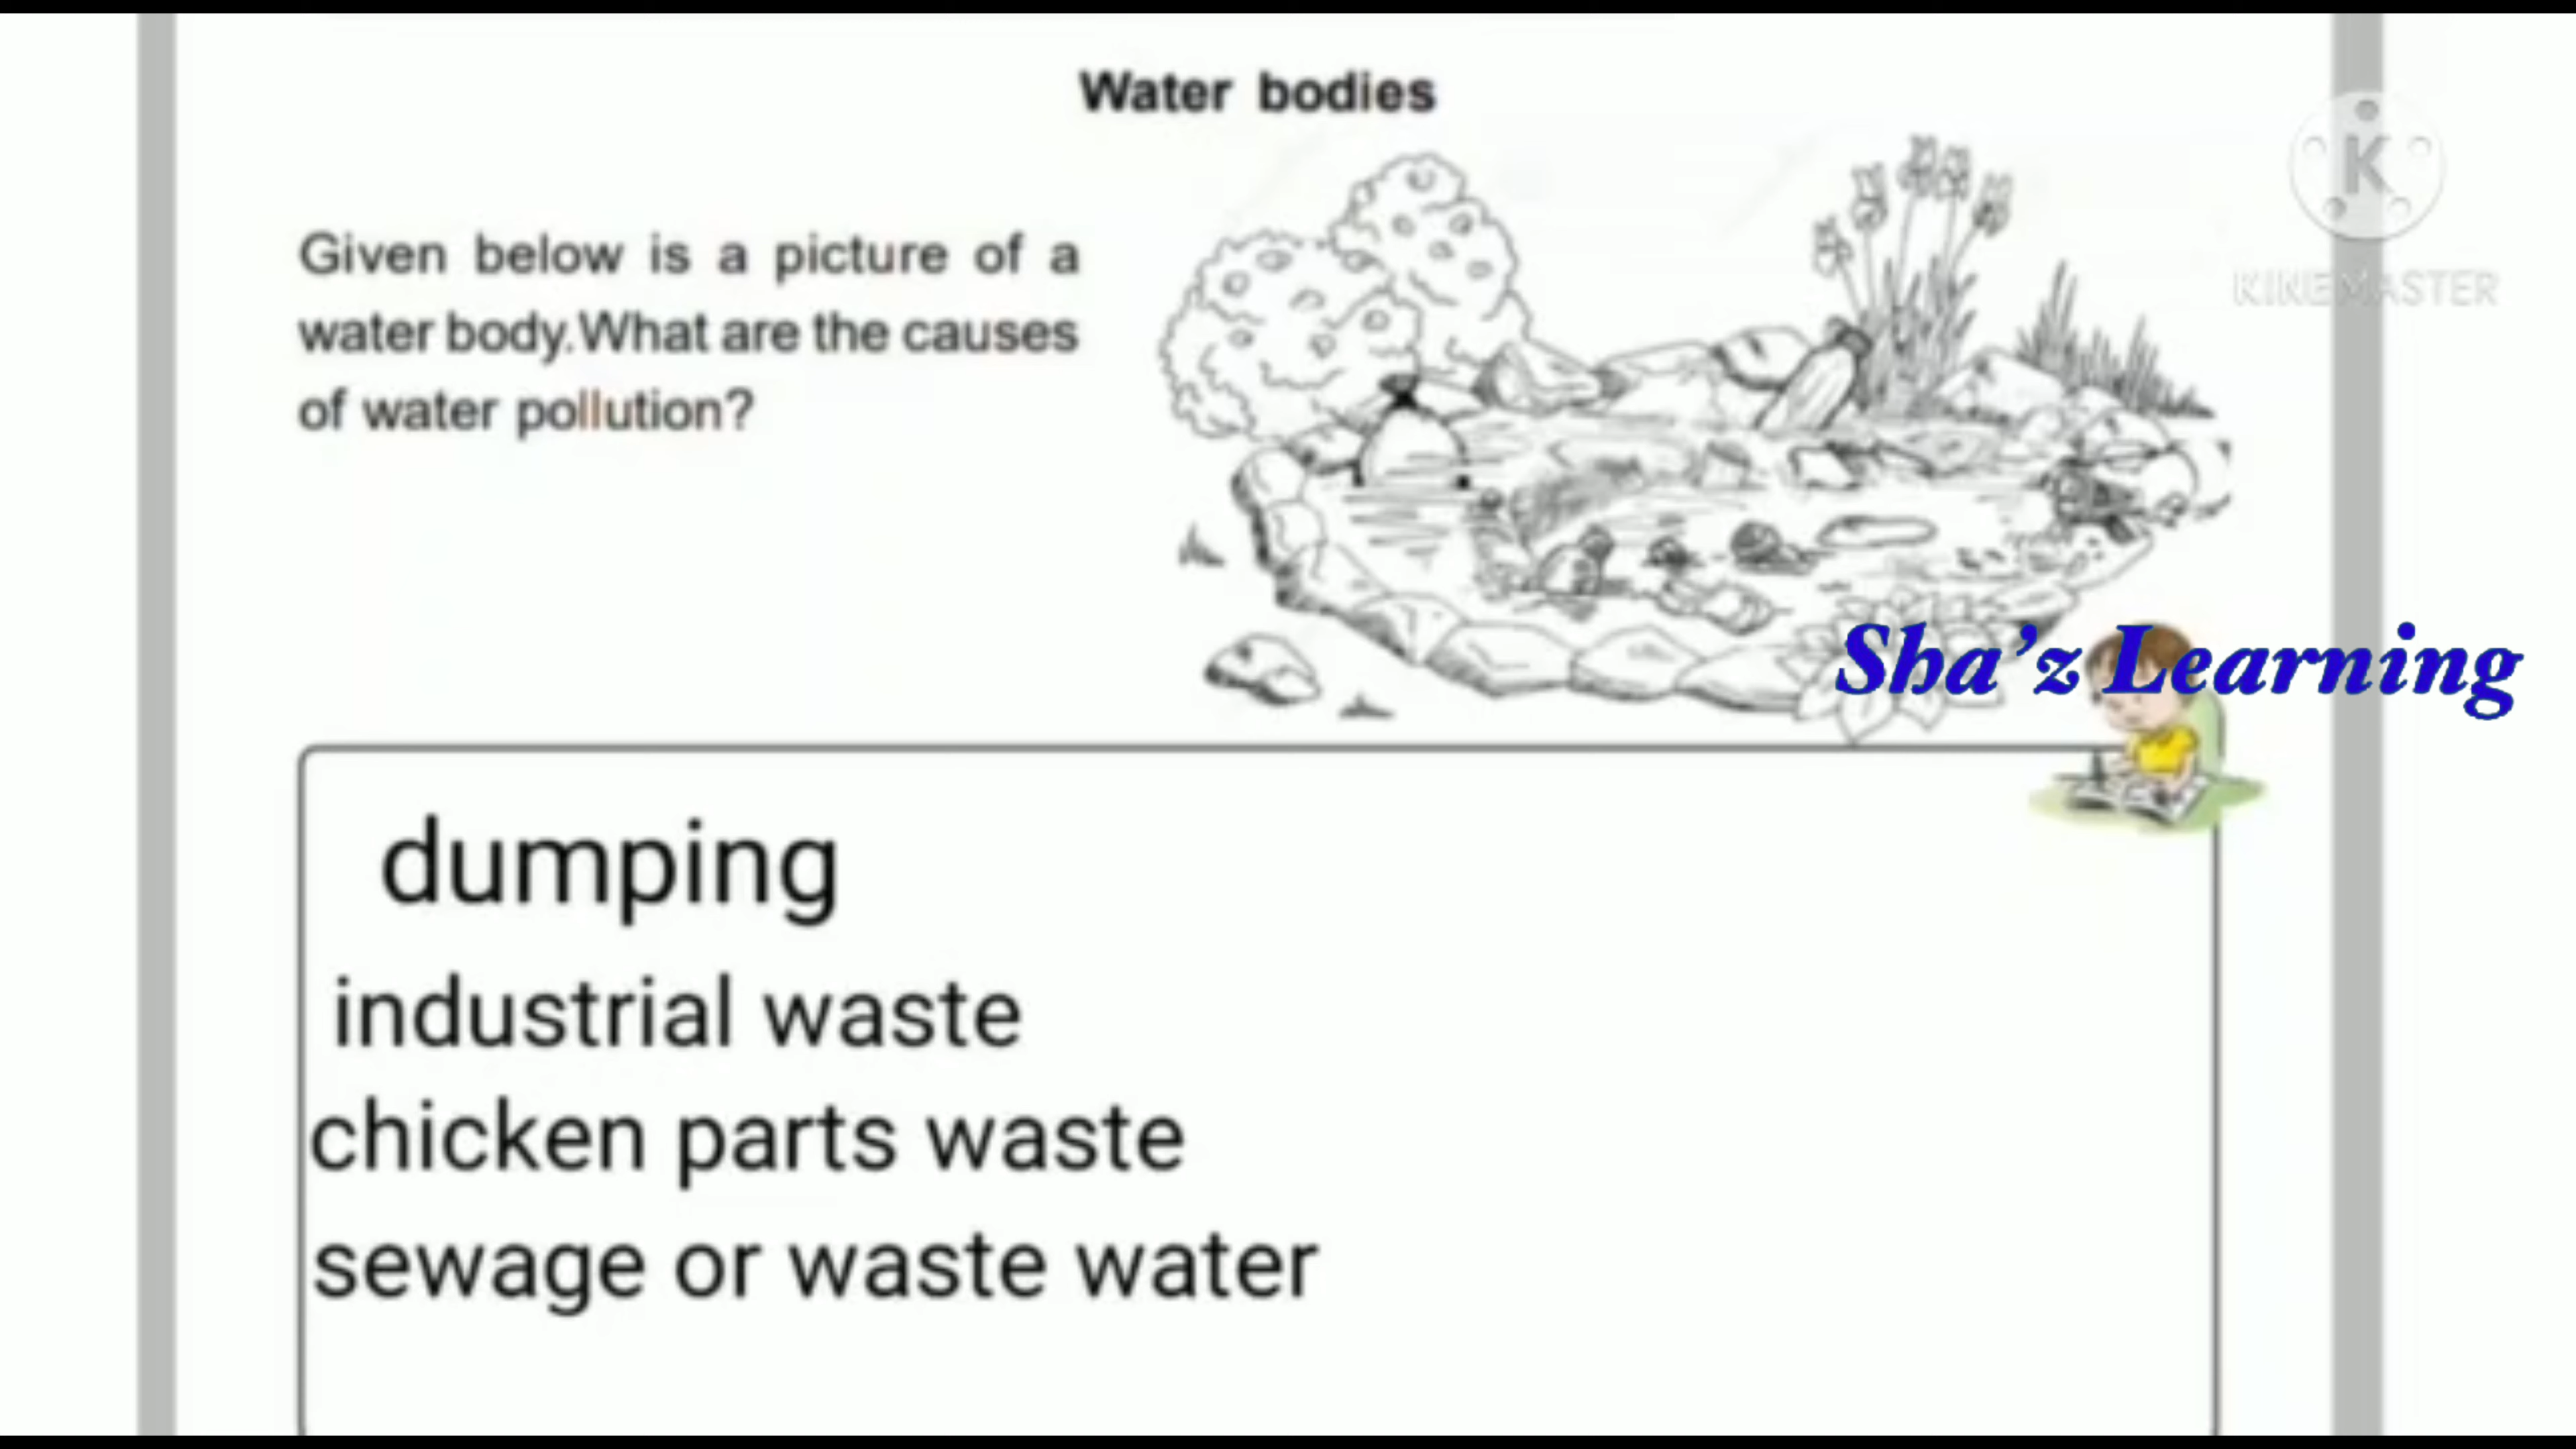 Water bodies
Given below is a picture of a
water body.What are the causes
of water pollution?
K
KINEMASTER
Sha'z Learning
dumping
industrial waste
chicken parts waste
sewage or waste water